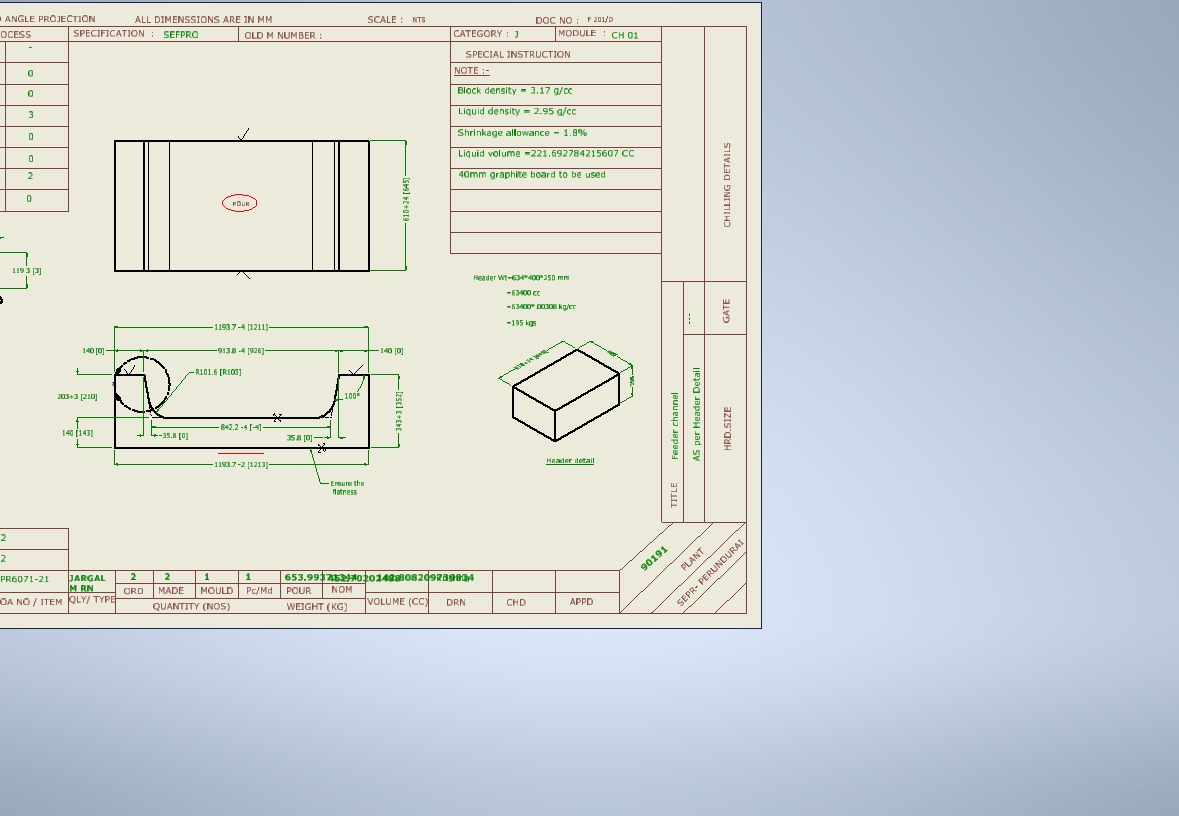 ANGLE PROJECTION
ALL DIMENSSIONS ARE IN MM
SCALE : NTS
DOC NO : F 201/D
OCESS
SPECIFICATION : SEFPRO
OLD M NUMBER :
CATEGORY : J
MODULE : CH 01
-
0
0
3
0
0
2
0
SPECIAL INSTRUCTION
NOTE :-
Block density = 3.17 g/cc
Liquid density = 2.95 g/cc
Shrinkage allowance = 1.8%
Liquid volume =221.692784215607 CC
40mm graphite board to be used
CHILLING DETAILS
POUR
610+24 [645]
119.3 [3]
Header Wt=634*400*250 mm
=63400 cc
=63400*.00308 kg/cc
=195 kgs
GATE
---
1193.7 -4 [1211]
140 [0]
913.8 -4 [926]
140 [0]
R101.6 [R103]
203+3 [210]
100°
343+3 [352]
842.2 -4 [-4]
140 [143]
35.8 [0]
35.8 [0]
1193.7 -2 [1213]
Ensure the
flatness
Header detail
TITLE
Feeder channel
AS per Header Detail
HRD.SIZE
2
2
PR6071-21
JARGAL
M RN
2
2
1
1
ORD
MADE
MOULD
Pc/Md
POUR
NOM
OA NO / ITEM
QLY/ TYPE
QUANTITY (NOS)
WEIGHT (KG)
VOLUME (CC)
DRN
CHD
APPD
90191
PLANT
SEPR- PERUNDURAI